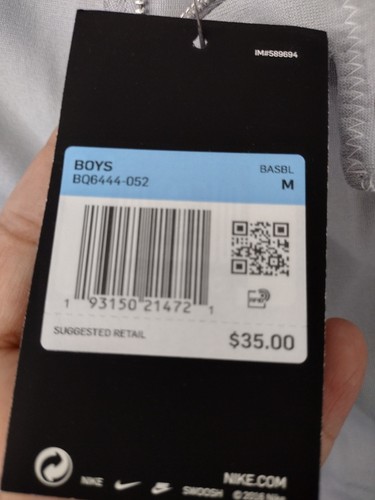 IM#589694
BOYS BASBL
BQ6444-052 M
1 93150 21472 1
SUGGESTED RETAIL $35.00
NIKE SWOOSH NIKE.COM